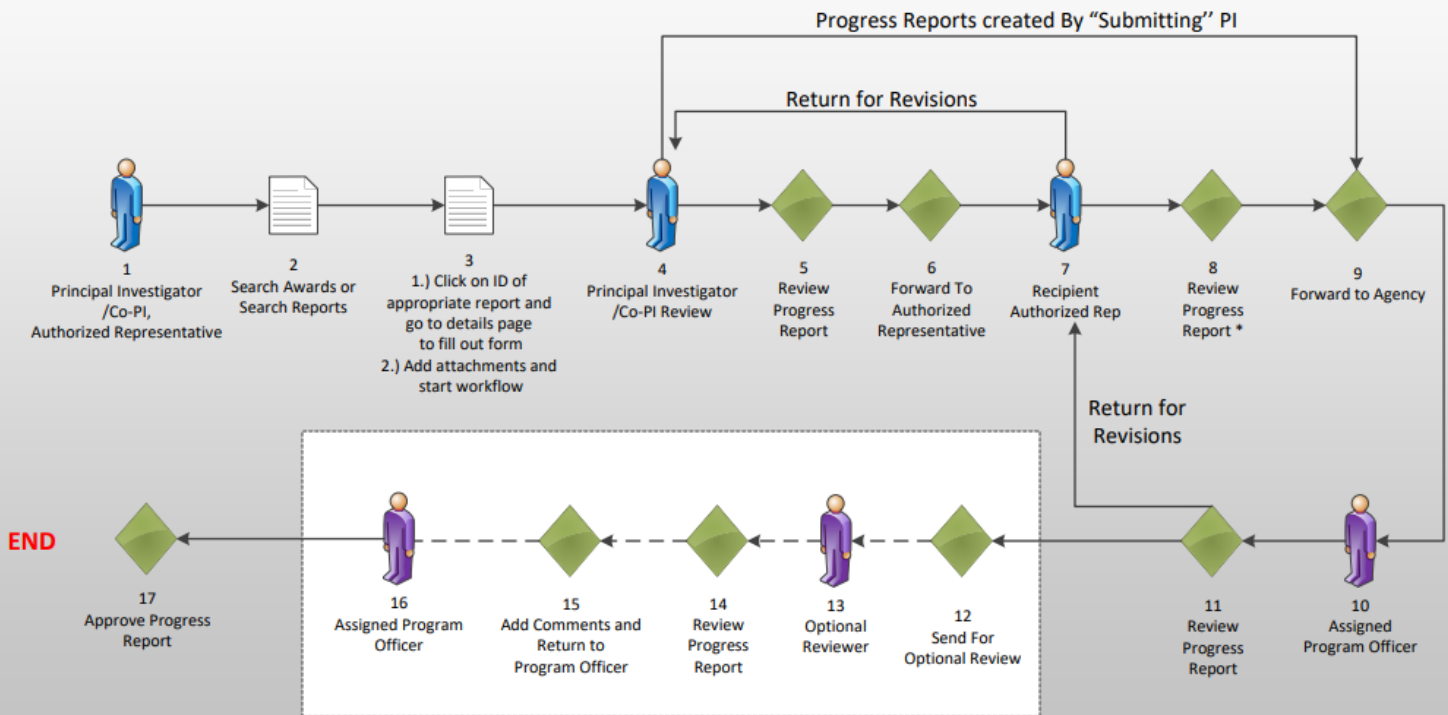 Progress Reports created By “Submitting’’ PI
Return for Revisions
1
Principal Investigator
/Co-PI,
Authorized Representative
2
Search Awards or
Search Reports
3
1.) Click on ID of
appropriate report and
go to details page
to fill out form
2.) Add attachments and
start workflow
4
Principal Investigator
/Co-PI Review
5
Review
Progress
Report
6
Forward To
Authorized
Representative
7
Recipient
Authorized Rep
8
Review
Progress
Report *
9
Forward to Agency
Return for
Revisions
10
Assigned
Program Officer
11
Review
Progress
Report
12
Send For
Optional Review
13
Optional
Reviewer
14
Review
Progress
Report
15
Add Comments and
Return to
Program Officer
16
Assigned Program
Officer
17
Approve Progress
Report
END